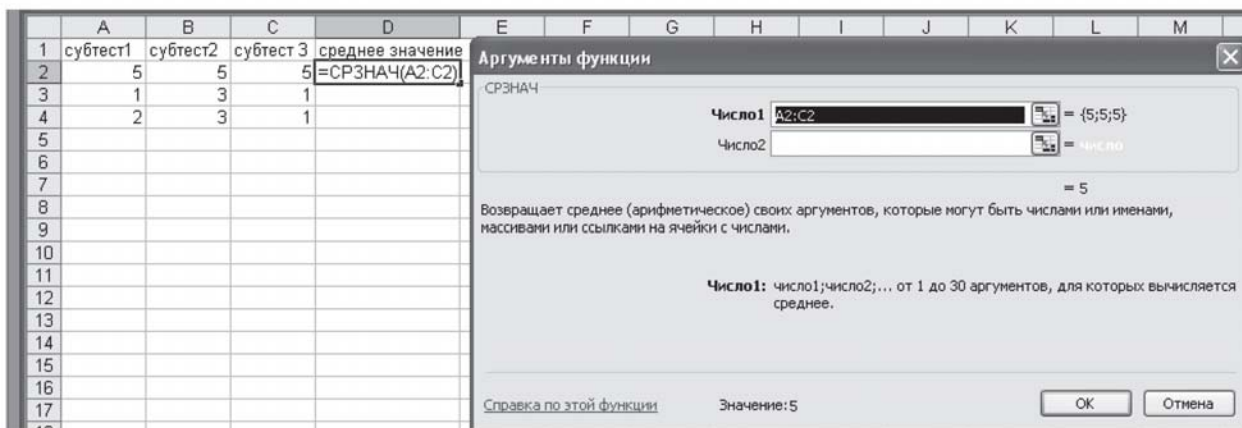 A B C D E F G H I J K L M
1 субтест1 субтест2 субтест 3 среднее значение
2 5 5 5 =СРЗНАЧ(A2:C2)
3 1 3 1
4 2 3 1
5
6
7
8
9
10
11
12
13
14
15
16
17
Аргументы функции
СРЗНАЧ
Число1 A2:C2 = {5;5;5}
Число2 = число
= 5
Возвращает среднее (арифметическое) своих аргументов, которые могут быть числами или именами,
массивами или ссылками на ячейки с числами.
Число1: число1;число2;... от 1 до 30 аргументов, для которых вычисляется
среднее.
Справка по этой функции Значение:5 OK Отмена